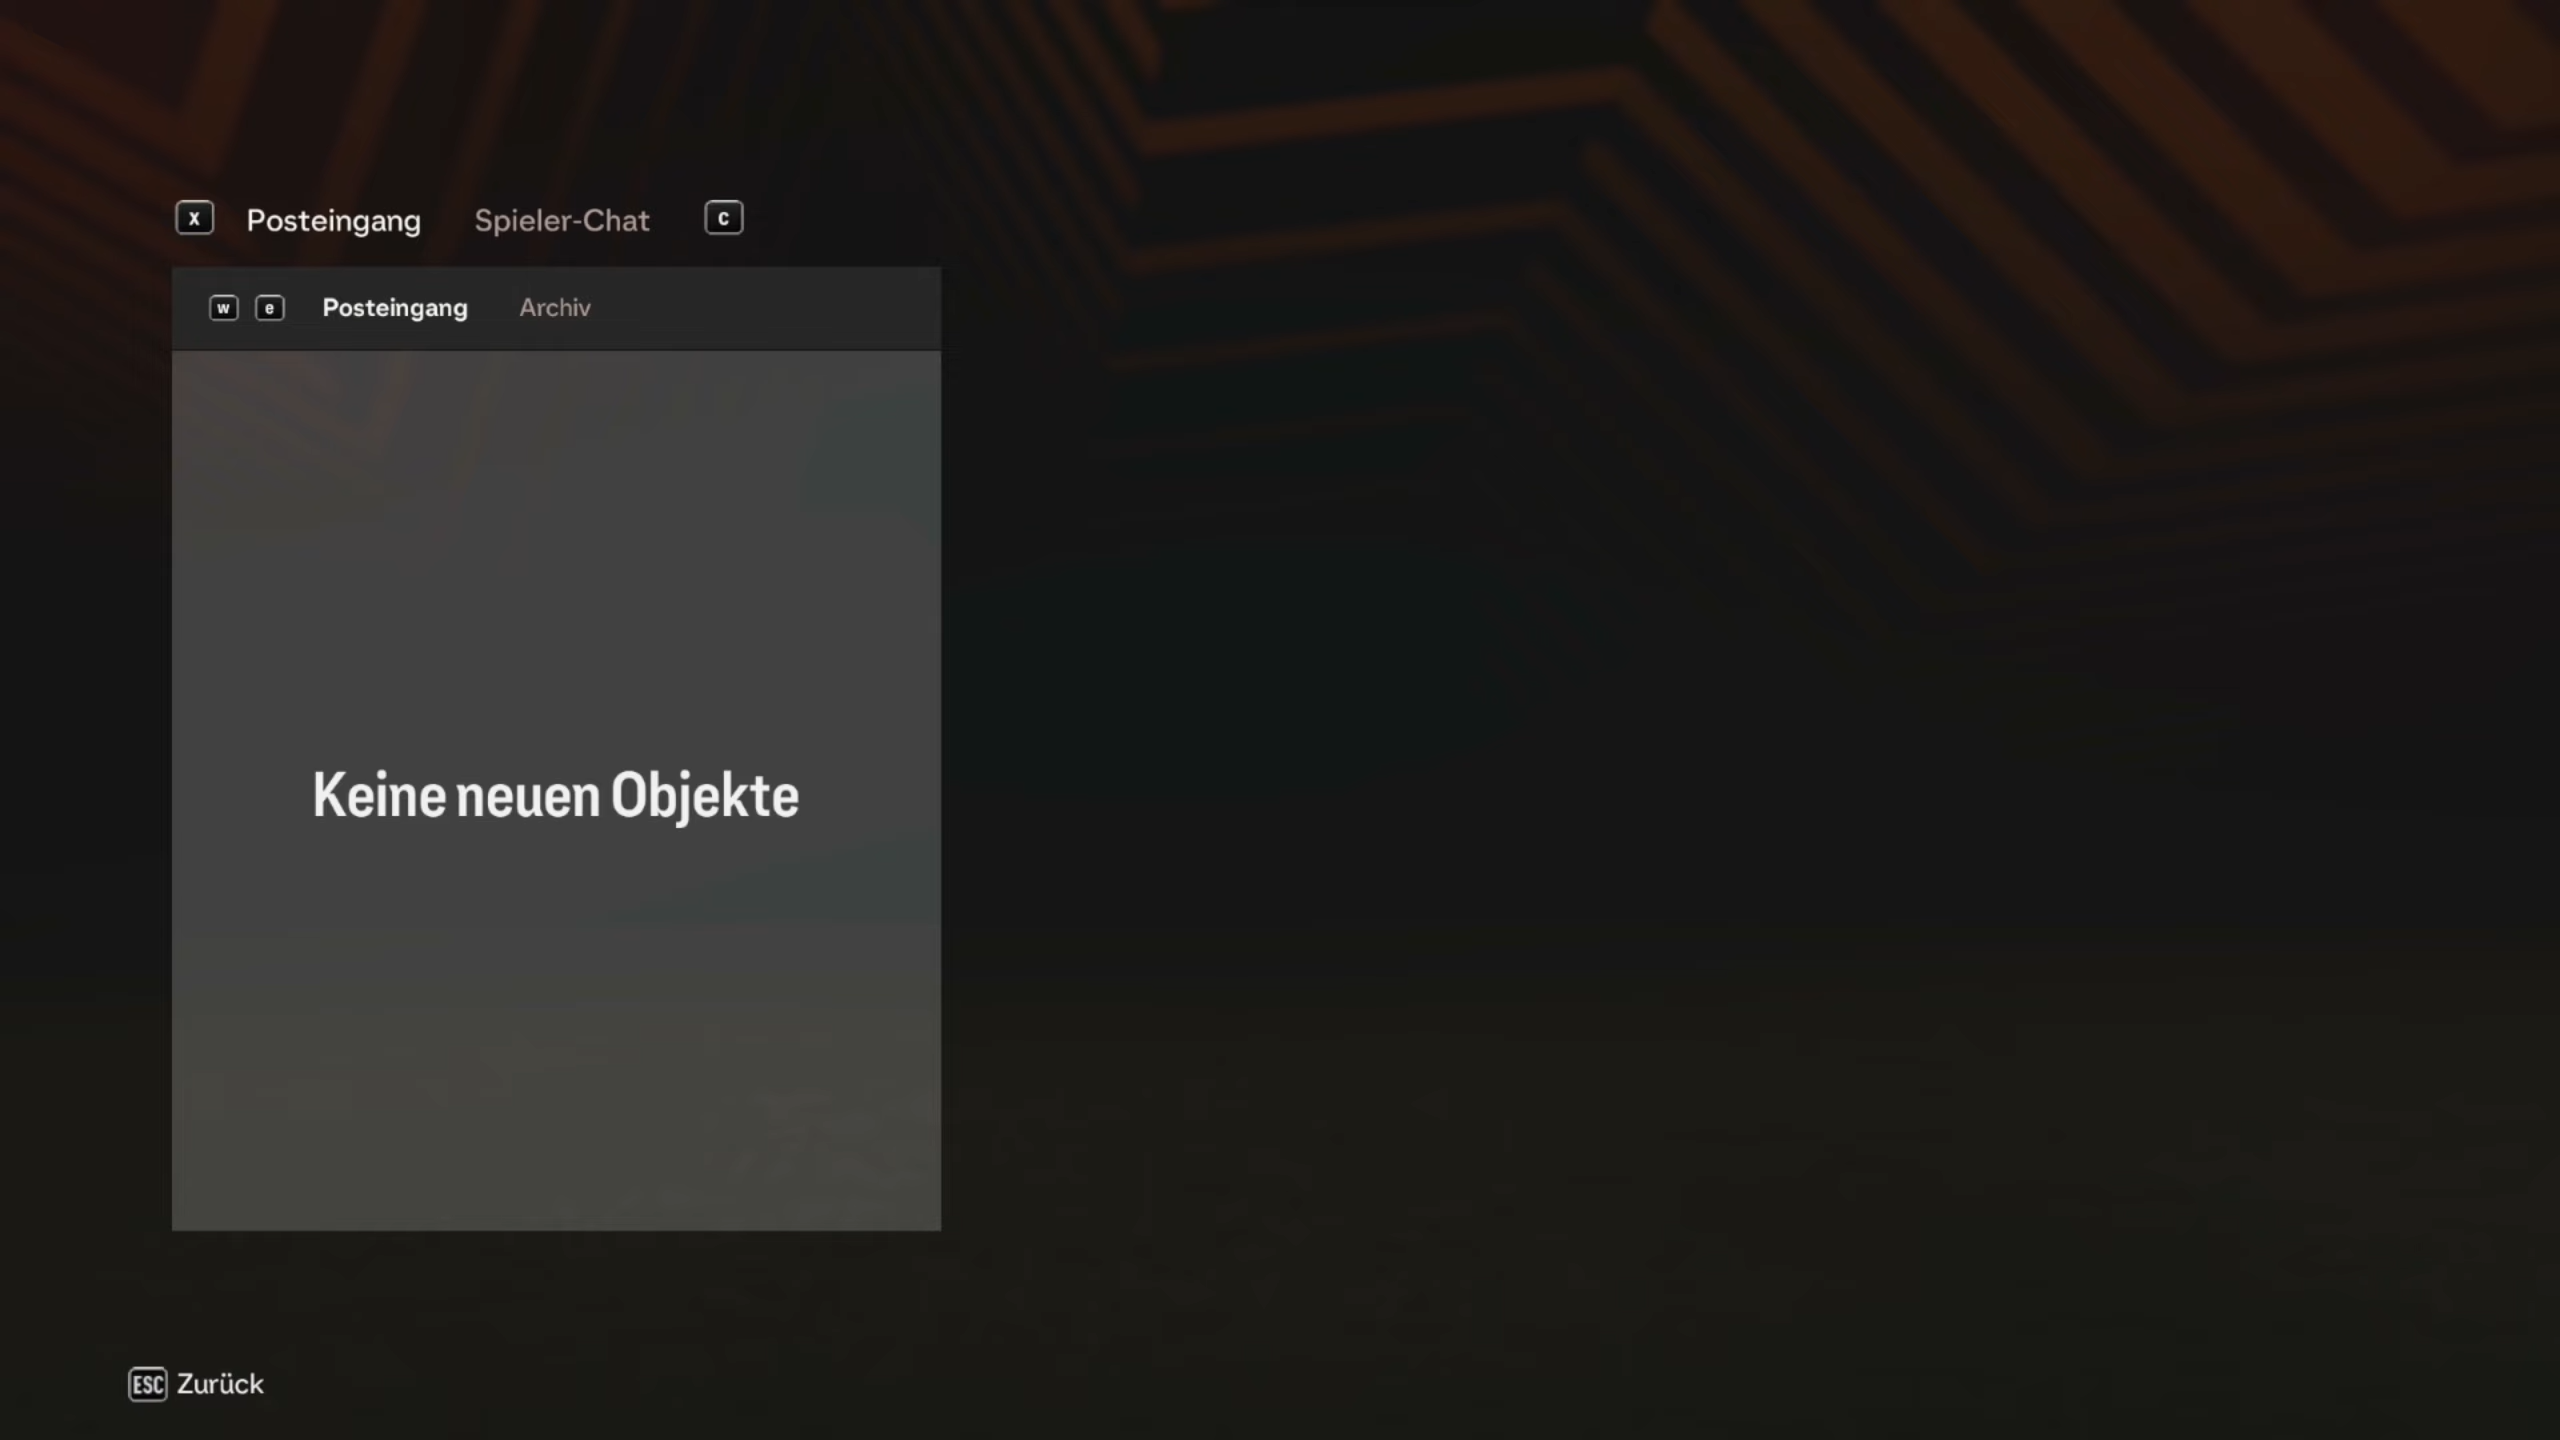 X Posteingang Spieler-Chat C
w e Posteingang Archiv
Keine neuen Objekte
ESC Zurück